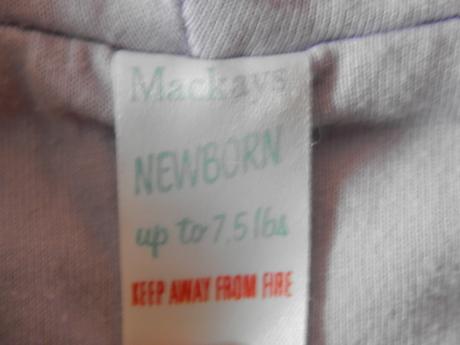 Mackays
NEWBORN
up to 7.5 lbs
KEEP AWAY FROM FIRE